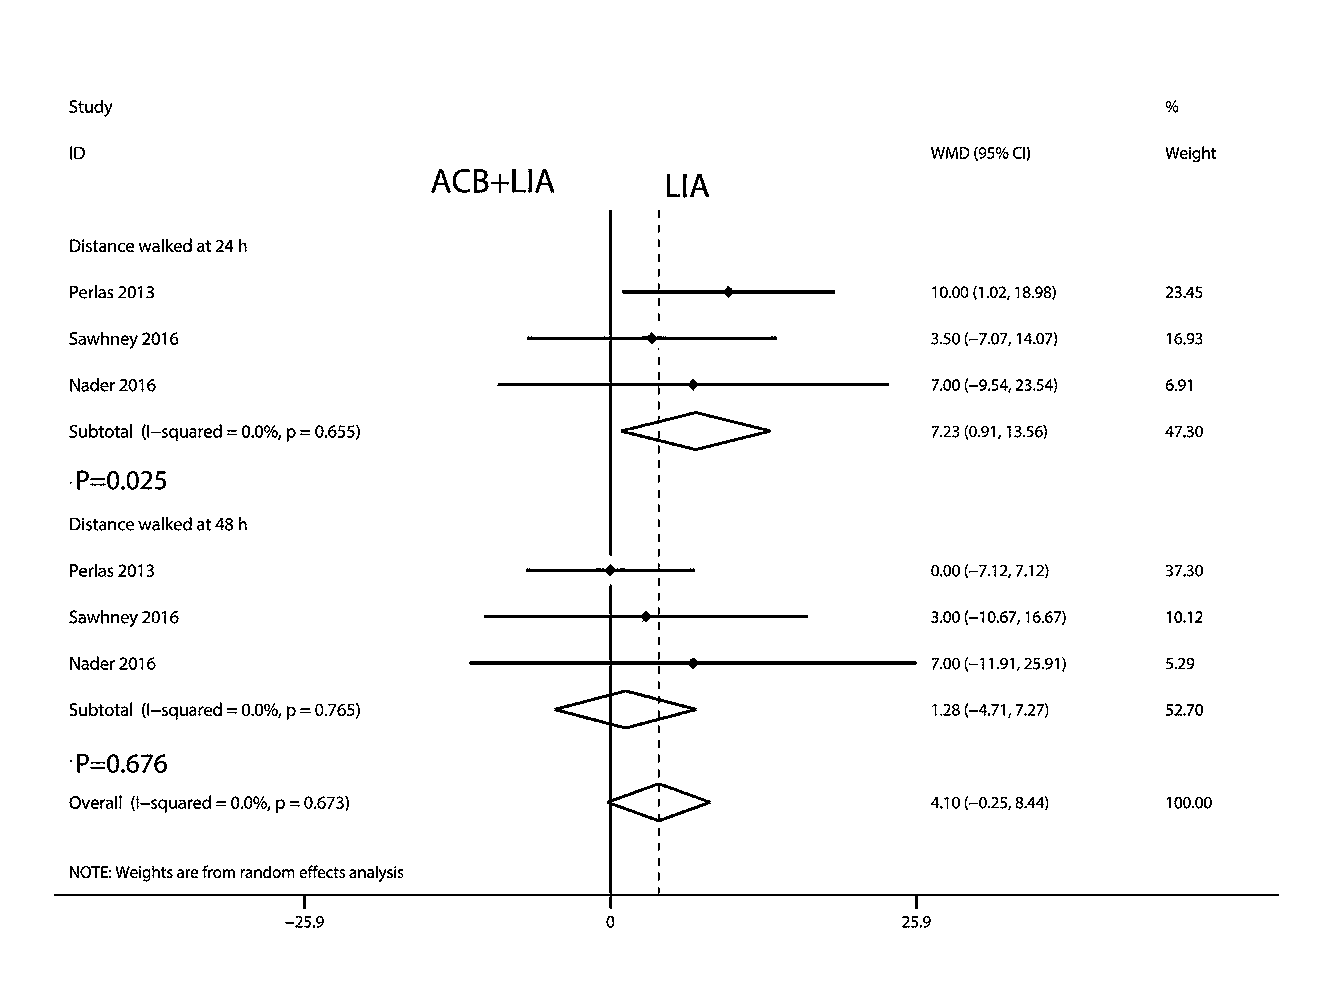 Study %
ID WMD (95% CI) Weight
ACB+LIA LIA
Distance walked at 24 h
Perlas 2013 10.00 (1.02, 18.98) 23.45
Sawhney 2016 3.50 (−7.07, 14.07) 16.93
Nader 2016 7.00 (−9.54, 23.54) 6.91
Subtotal (I−squared = 0.0%, p = 0.655) 7.23 (0.91, 13.56) 47.30
P=0.025
Distance walked at 48 h
Perlas 2013 0.00 (−7.12, 7.12) 37.30
Sawhney 2016 3.00 (−10.67, 16.67) 10.12
Nader 2016 7.00 (−11.91, 25.91) 5.29
Subtotal (I−squared = 0.0%, p = 0.765) 1.28 (−4.71, 7.27) 52.70
P=0.676
Overall (I−squared = 0.0%, p = 0.673) 4.10 (−0.25, 8.44) 100.00
NOTE: Weights are from random effects analysis
−25.9 0 25.9